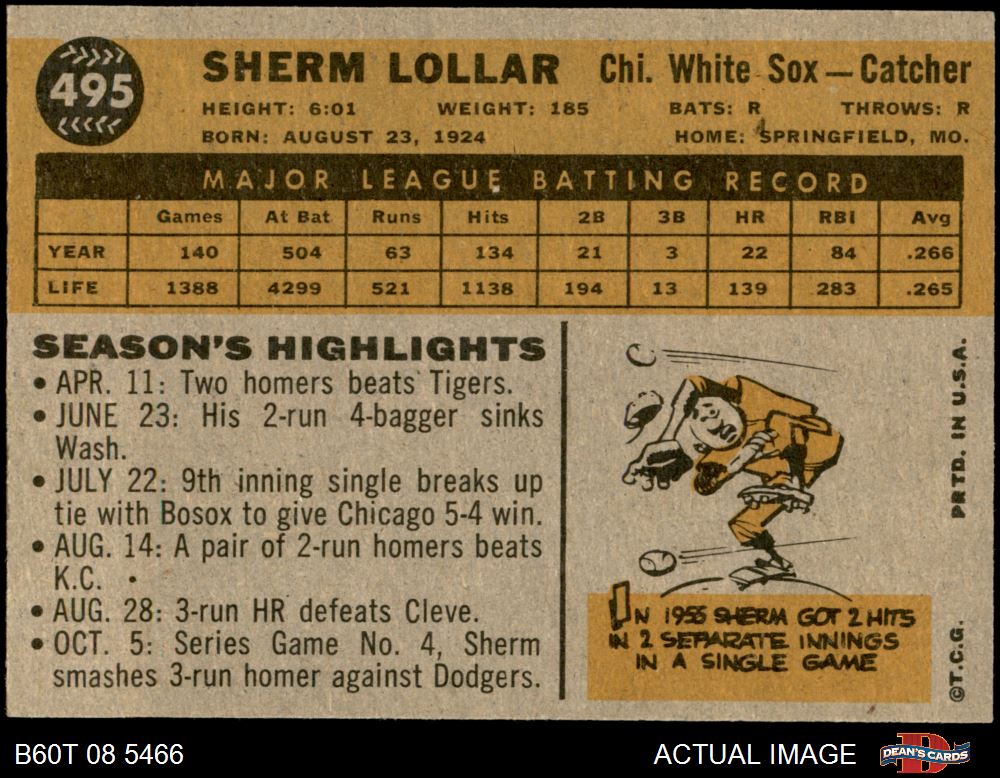 495
SHERM LOLLAR Chi. White Sox — Catcher
HEIGHT: 6:01 WEIGHT: 185 BATS: R THROWS: R
BORN: AUGUST 23, 1924 HOME: SPRINGFIELD, MO.
MAJOR LEAGUE BATTING RECORD
Games At Bat Runs Hits 2B 3B HR RBI Avg
YEAR 140 504 63 134 21 3 22 84 .266
LIFE 1388 4299 521 1138 194 13 139 283 .265
SEASON'S HIGHLIGHTS
• APR. 11: Two homers beats Tigers.
• JUNE 23: His 2-run 4-bagger sinks
Wash.
• JULY 22: 9th inning single breaks up
tie with Bosox to give Chicago 5-4 win.
• AUG. 14: A pair of 2-run homers beats
K.C.
• AUG. 28: 3-run HR defeats Cleve.
• OCT. 5: Series Game No. 4, Sherm
smashes 3-run homer against Dodgers.
IN 1955 SHERM GOT 2 HITS
IN 2 SEPARATE INNINGS
IN A SINGLE GAME
©T.C.G. PRTD. IN U.S.A.
B60T 08 5466 ACTUAL IMAGE DEAN'S CARDS